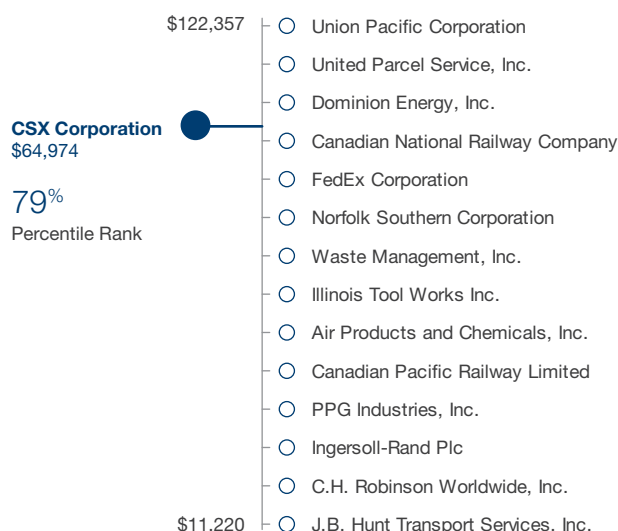 $122,357
Union Pacific Corporation
United Parcel Service, Inc.
Dominion Energy, Inc.
CSX Corporation
$64,974
Canadian National Railway Company
79%
Percentile Rank
FedEx Corporation
Norfolk Southern Corporation
Waste Management, Inc.
Illinois Tool Works Inc.
Air Products and Chemicals, Inc.
Canadian Pacific Railway Limited
PPG Industries, Inc.
Ingersoll-Rand Plc
C.H. Robinson Worldwide, Inc.
$11,220
J.B. Hunt Transport Services, Inc.